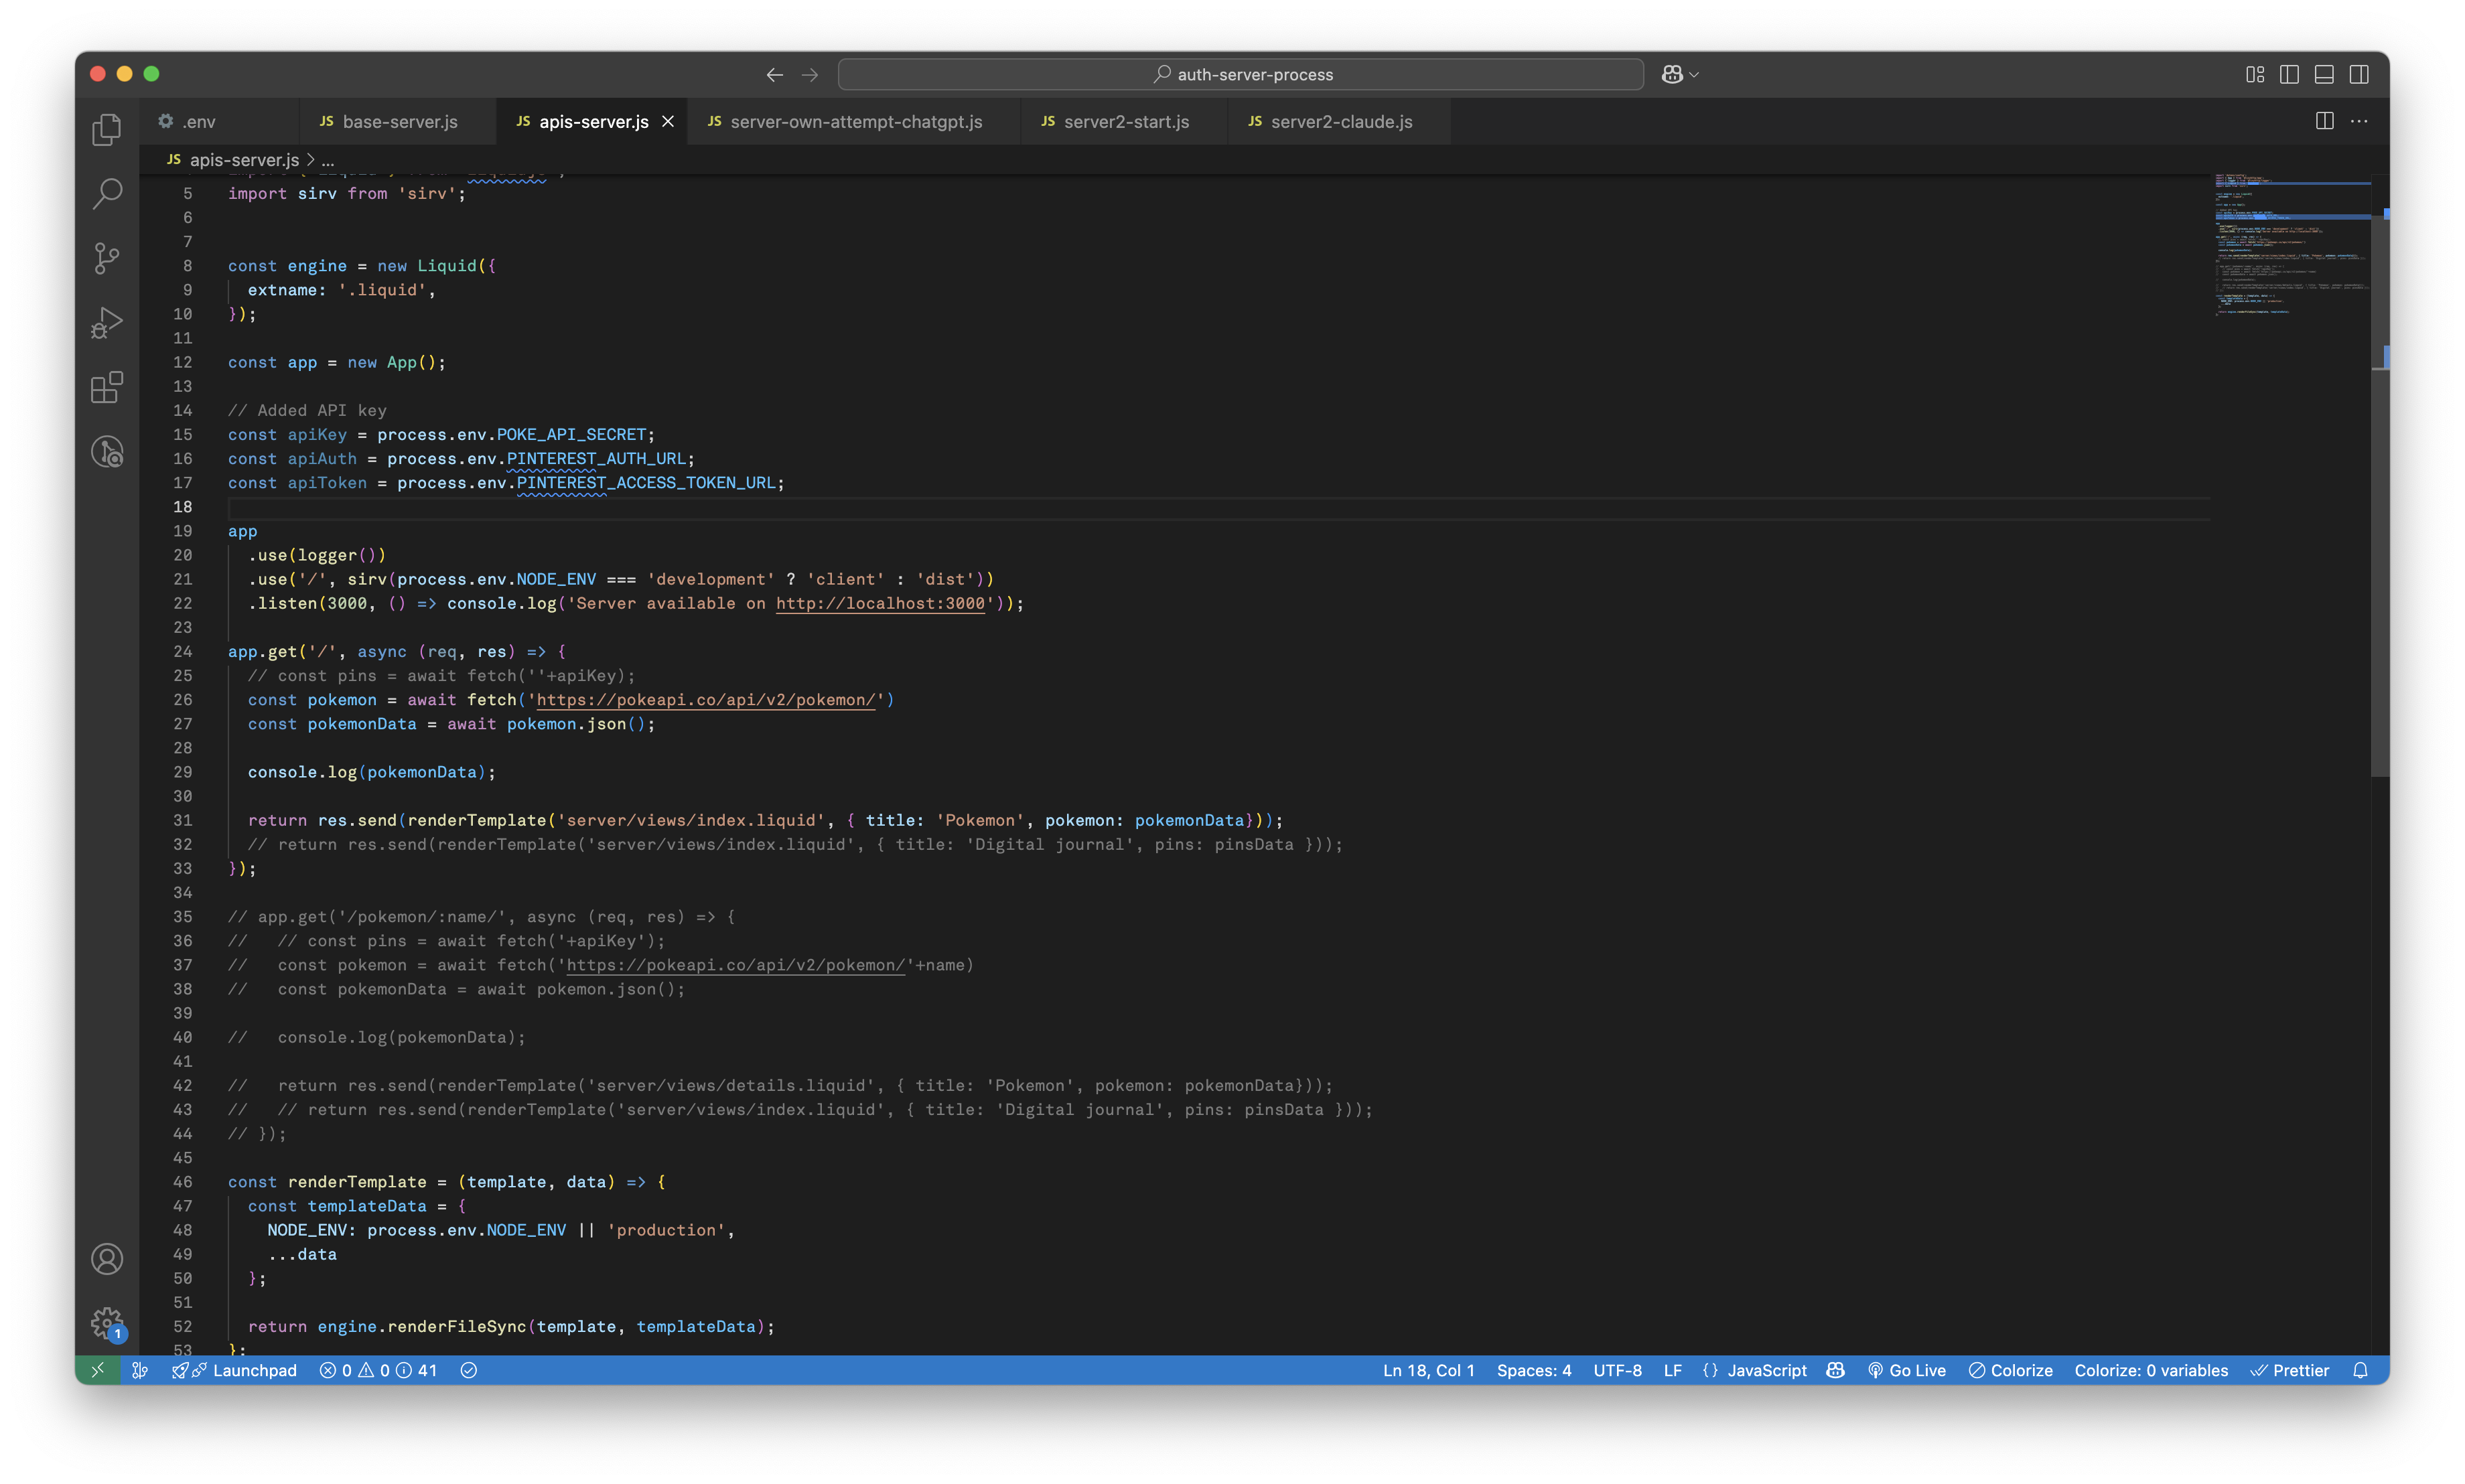 auth-server-process
.env
JS base-server.js
JS apis-server.js
JS server-own-attempt-chatgpt.js
JS server2-start.js
JS server2-claude.js
JS apis-server.js > ...
5 import sirv from 'sirv';
6
7
8 const engine = new Liquid({
9 extname: '.liquid',
10 });
11
12 const app = new App();
13
14 // Added API key
15 const apiKey = process.env.POKE_API_SECRET;
16 const apiAuth = process.env.PINTEREST_AUTH_URL;
17 const apiToken = process.env.PINTEREST_ACCESS_TOKEN_URL;
18
19 app
20 .use(logger())
21 .use('/', sirv(process.env.NODE_ENV === 'development' ? 'client' : 'dist'))
22 .listen(3000, () => console.log('Server available on http://localhost:3000'));
23
24 app.get('/', async (req, res) => {
25 // const pins = await fetch(''+apiKey);
26 const pokemon = await fetch('https://pokeapi.co/api/v2/pokemon/')
27 const pokemonData = await pokemon.json();
28
29 console.log(pokemonData);
30
31 return res.send(renderTemplate('server/views/index.liquid', { title: 'Pokemon', pokemon: pokemonData}));
32 // return res.send(renderTemplate('server/views/index.liquid', { title: 'Digital journal', pins: pinsData }));
33 });
34
35 // app.get('/pokemon/:name/', async (req, res) => {
36 //   // const pins = await fetch('+apiKey');
37 //   const pokemon = await fetch('https://pokeapi.co/api/v2/pokemon/'+name)
38 //   const pokemonData = await pokemon.json();
39
40 //   console.log(pokemonData);
41
42 //   return res.send(renderTemplate('server/views/details.liquid', { title: 'Pokemon', pokemon: pokemonData}));
43 //   // return res.send(renderTemplate('server/views/index.liquid', { title: 'Digital journal', pins: pinsData }));
44 // });
45
46 const renderTemplate = (template, data) => {
47 const templateData = {
48 NODE_ENV: process.env.NODE_ENV || 'production',
49 ...data
50 };
51
52 return engine.renderFileSync(template, templateData);
53 };
1
Launchpad 0 0 41 Ln 18, Col 1 Spaces: 4 UTF-8 LF {} JavaScript Go Live Colorize Colorize: 0 variables Prettier